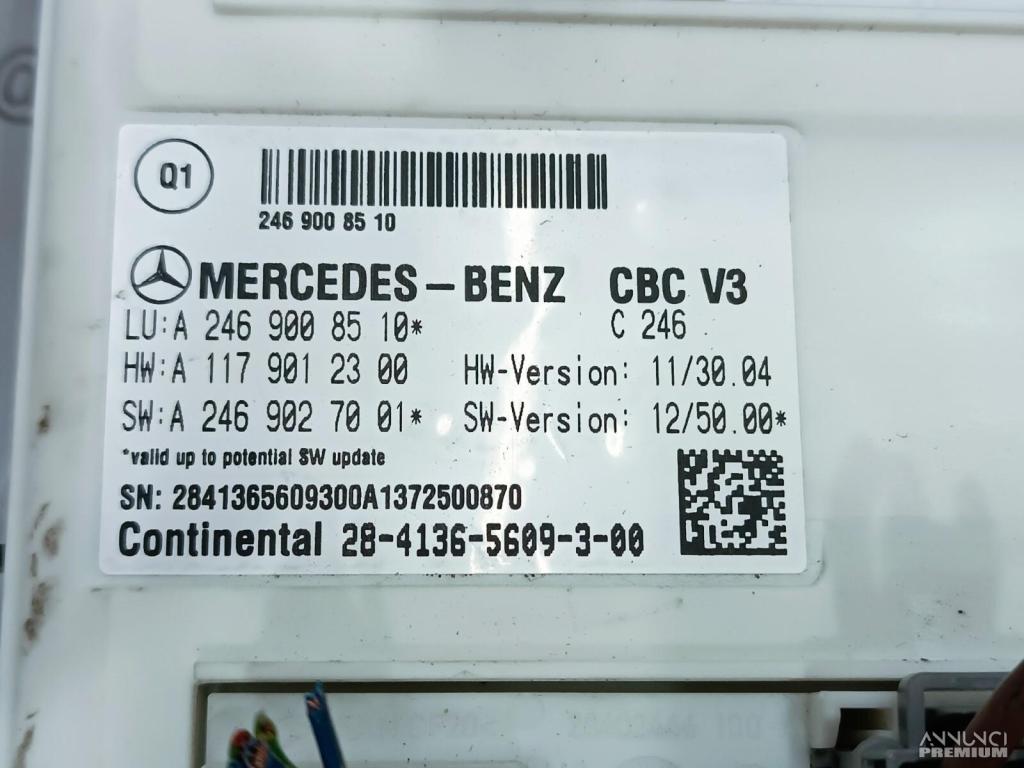 Q1
246 900 85 10
MERCEDES-BENZ CBC V3
LU:A 246 900 85 10* C 246
HW:A 117 901 23 00 HW-Version: 11/30.04
SW:A 246 902 70 01* SW-Version: 12/50.00*
*valid up to potential SW update
SN: 2841365609300A1372500870
Continental 28-4136-5609-3-00
ANNUNCI
PREMIUM